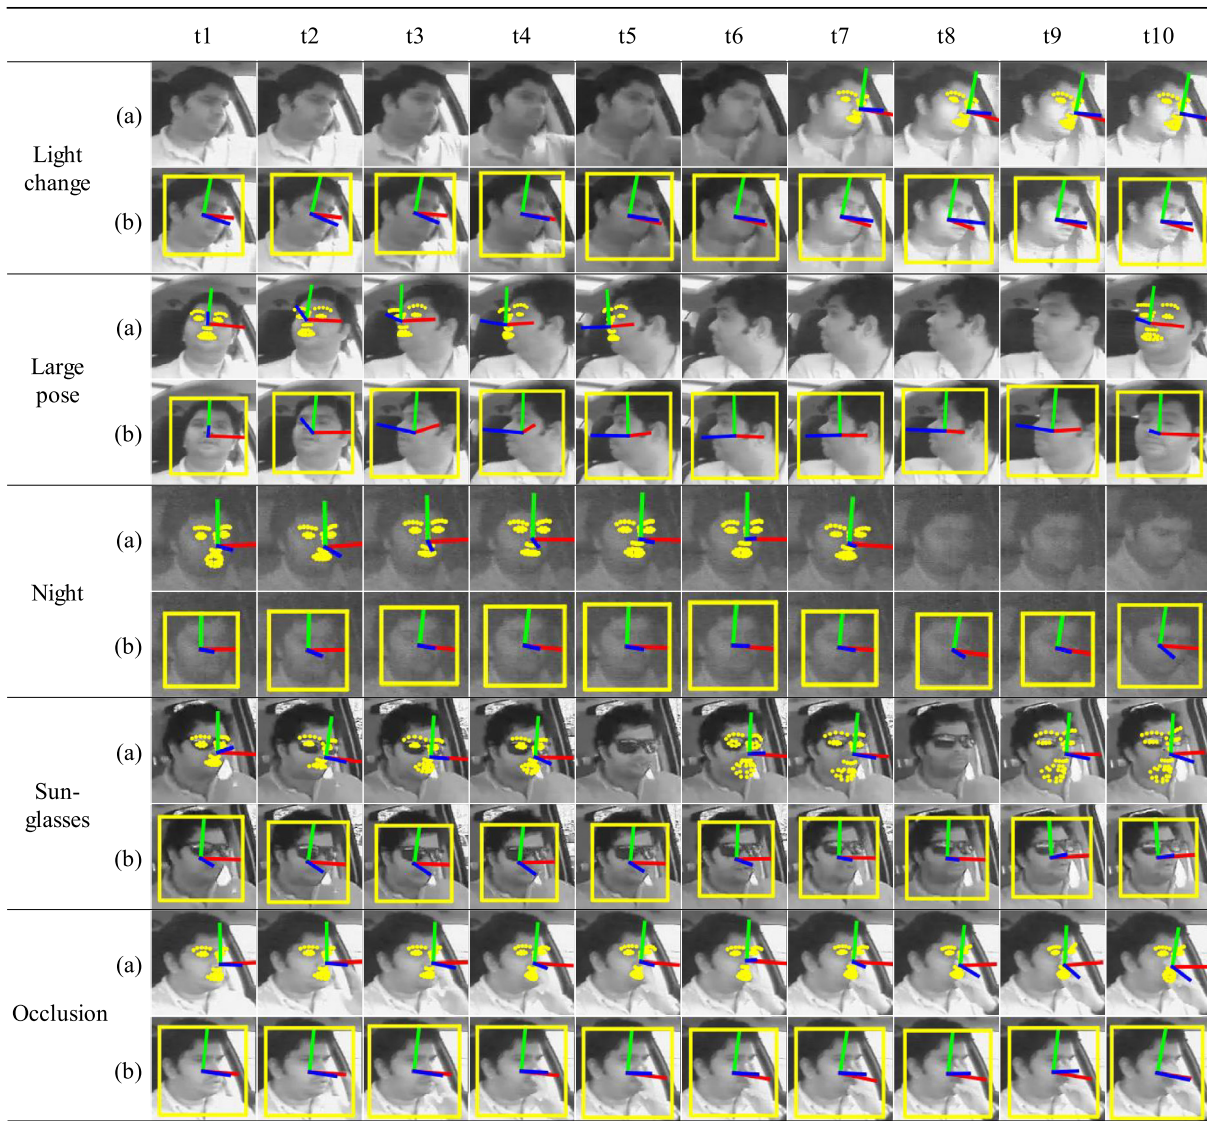 t1 t2 t3 t4 t5 t6 t7 t8 t9 t10
Light
change
(a)
(b)
Large
pose
(a)
(b)
Night
(a)
(b)
Sun-
glasses
(a)
(b)
Occlusion
(a)
(b)